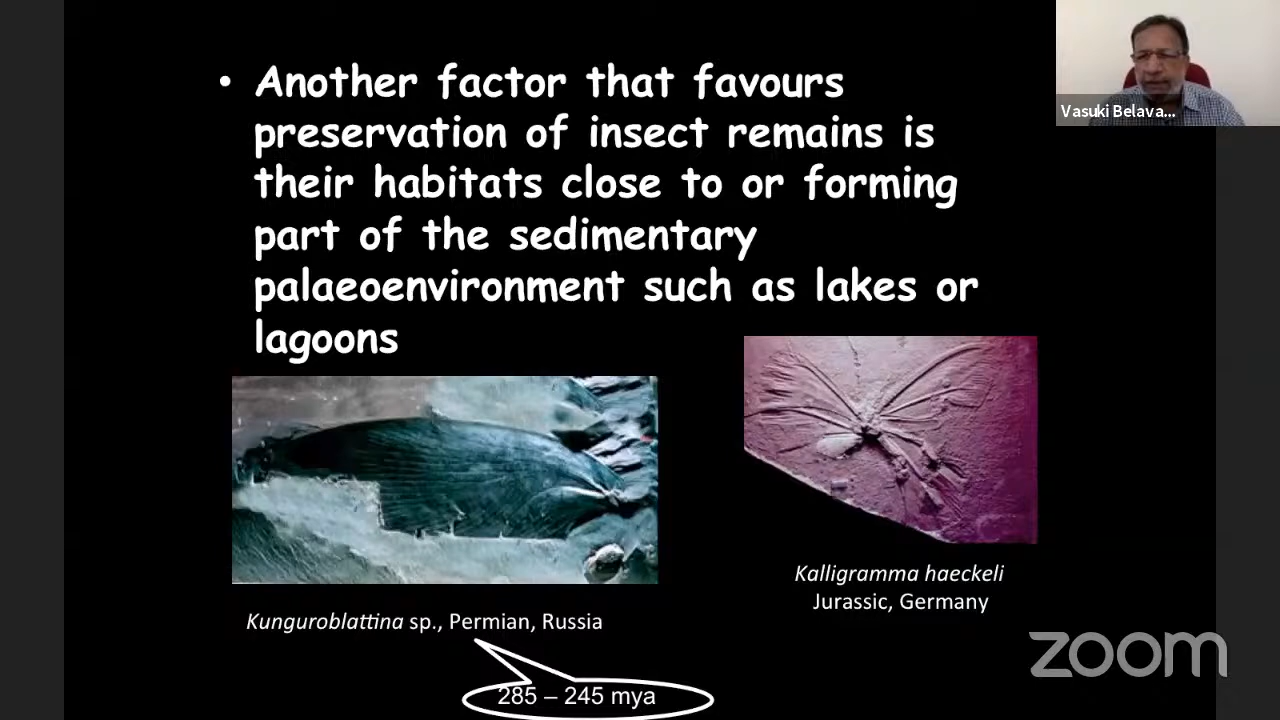 • Another factor that favours
preservation of insect remains is
their habitats close to or forming
part of the sedimentary
palaeoenvironment such as lakes or
lagoons
Vasuki Belava...
Kalligramma haeckeli
Jurassic, Germany
Kunguroblattina sp., Permian, Russia
285 – 245 mya
zoom